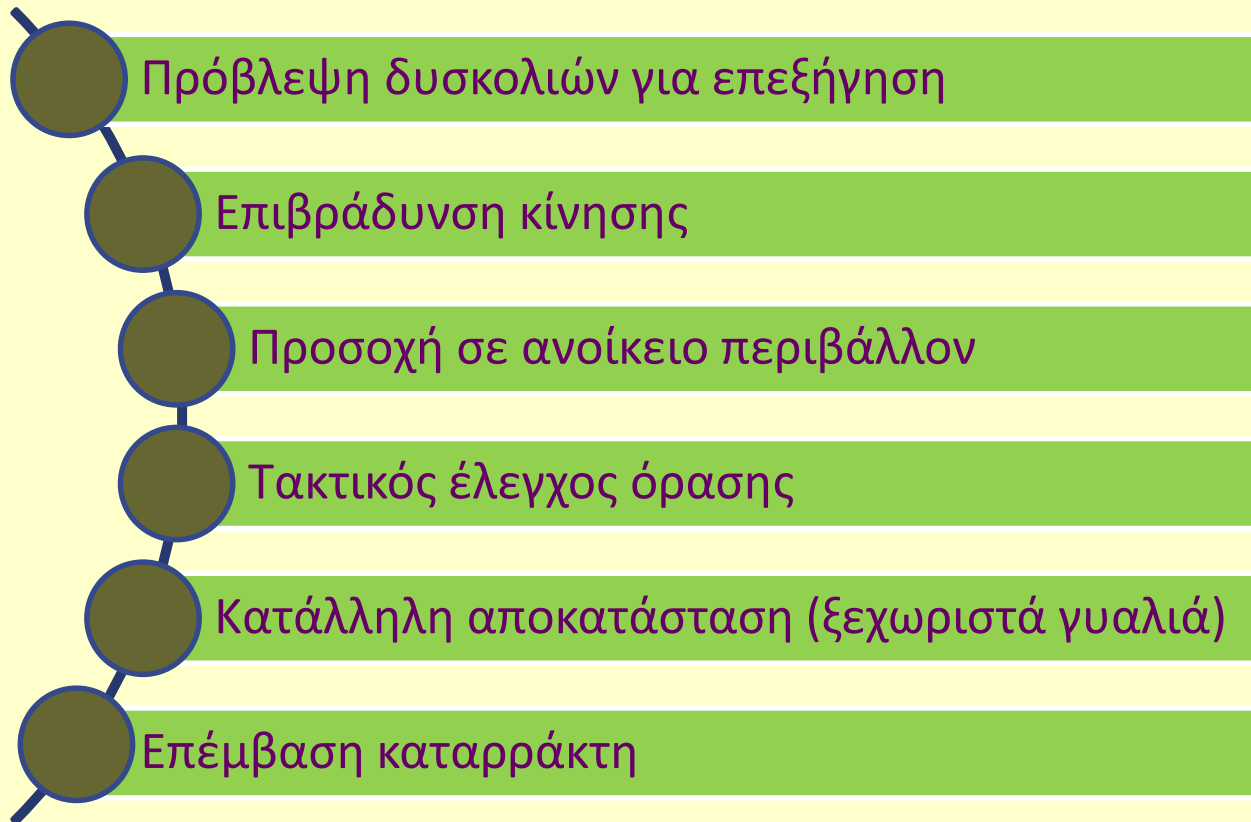 Πρόβλεψη δυσκολιών για επεξήγηση
Επιβράδυνση κίνησης
Προσοχή σε ανοίκειο περιβάλλον
Τακτικός έλεγχος όρασης
Κατάλληλη αποκατάσταση (ξεχωριστά γυαλιά)
Επέμβαση καταρράκτη